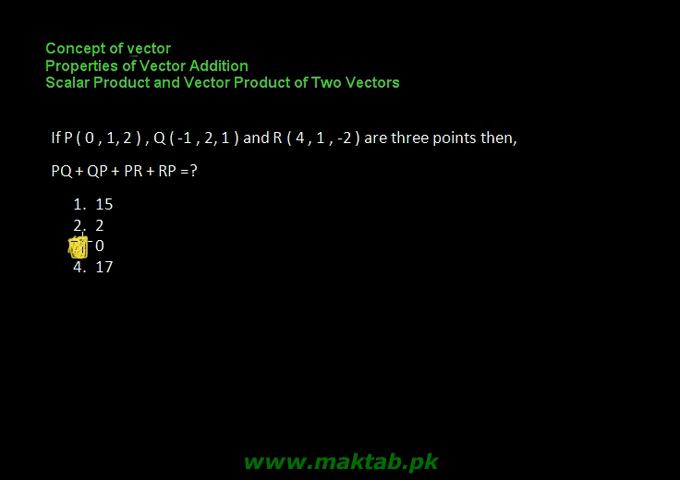 Concept of vector
Properties of Vector Addition
Scalar Product and Vector Product of Two Vectors
If P ( 0 , 1, 2 ) , Q ( -1 , 2, 1 ) and R ( 4 , 1 , -2 ) are three points then,
PQ + QP + PR + RP =?
1. 15
2. 2
0
4. 17
www.maktab.pk